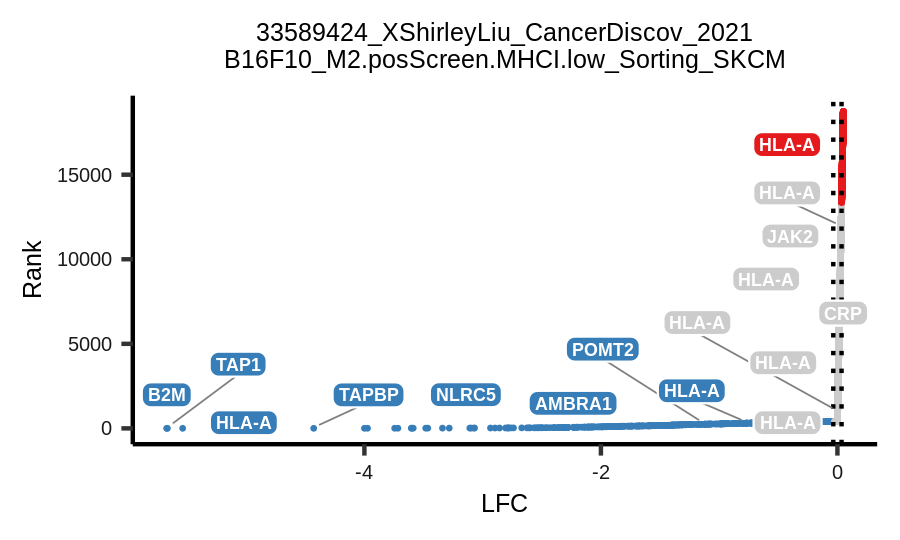 33589424_XShirleyLiu_CancerDiscov_2021
B16F10_M2.posScreen.MHCI.low_Sorting_SKCM
Rank
15000
10000
5000
0
HLA-A
HLA-A
JAK2
HLA-A
CRP
HLA-A
POMT2
HLA-A
TAP1
B2M
TAPBP
NLRC5
HLA-A
AMBRA1
HLA-A
HLA-A
-4
-2
0
LFC